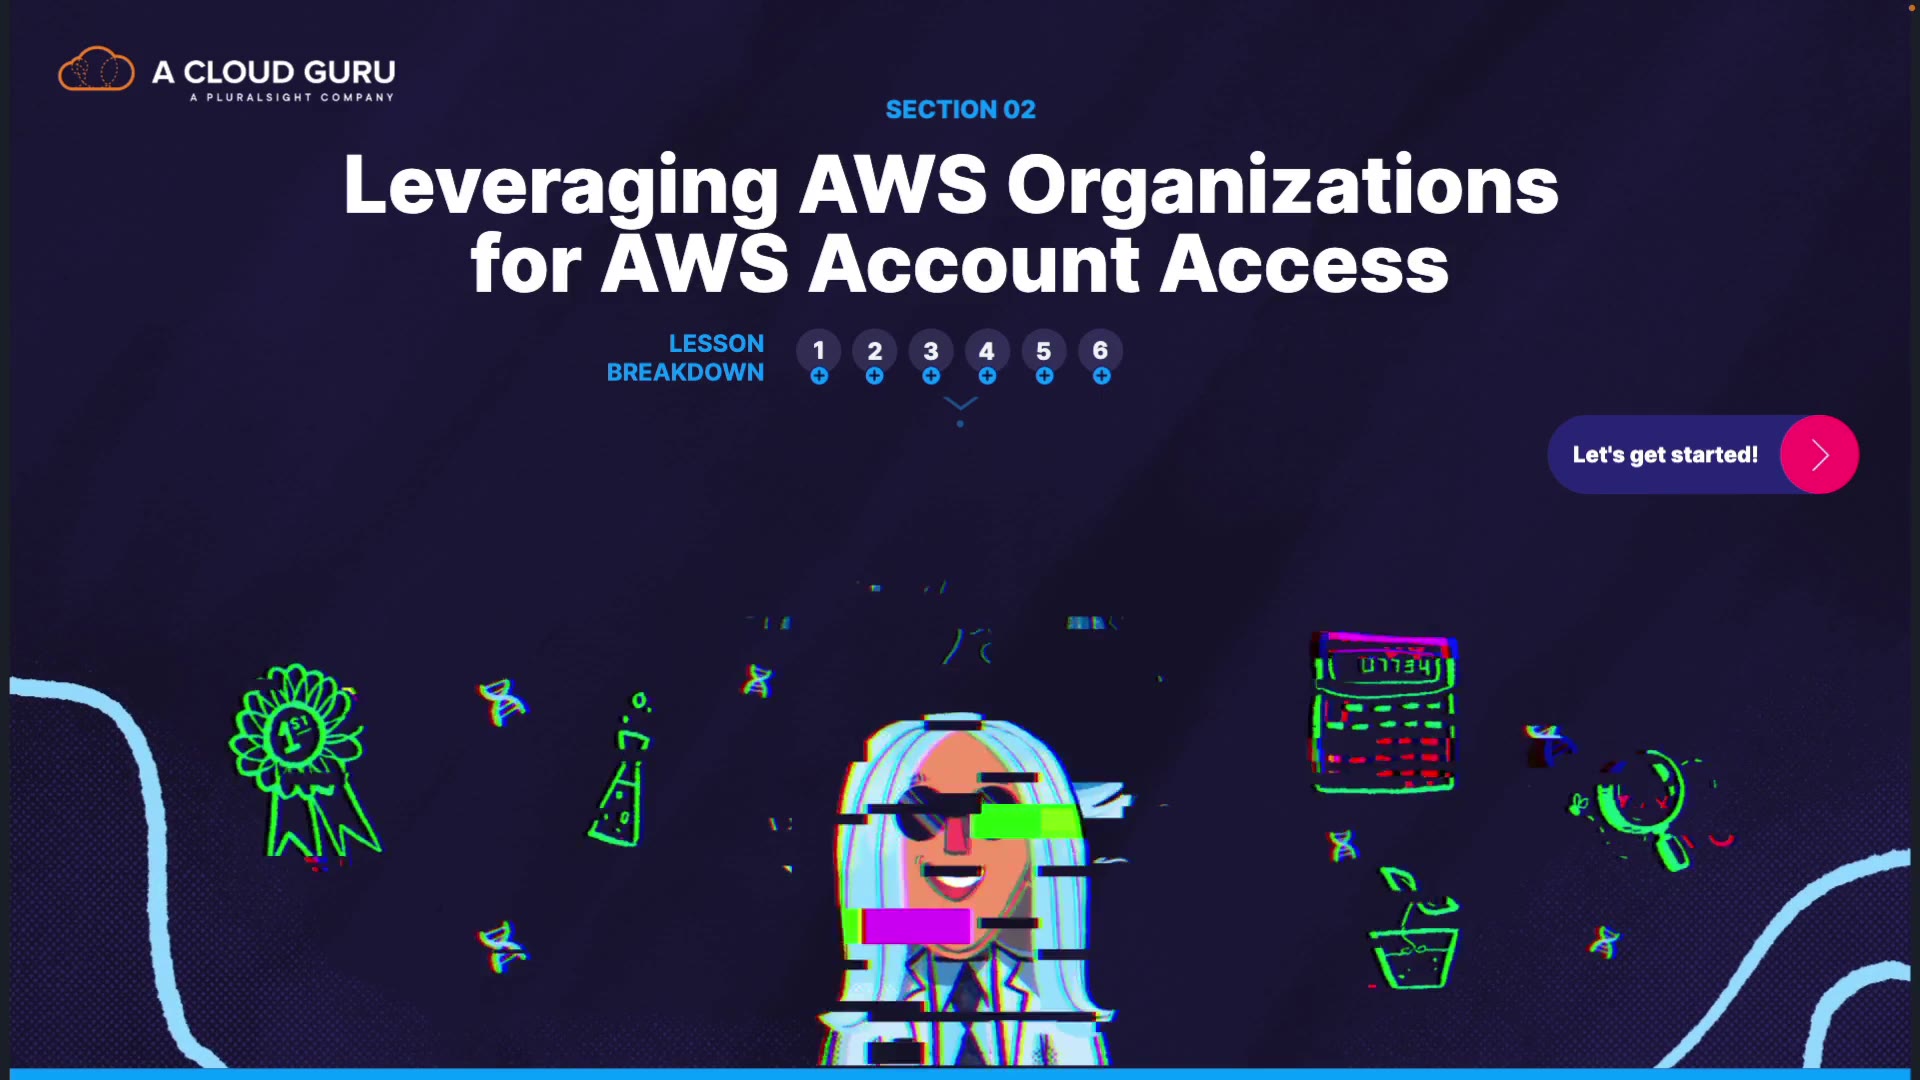 A CLOUD GURU
A PLURALSIGHT COMPANY
SECTION 02
Leveraging AWS Organizations
for AWS Account Access
LESSON
BREAKDOWN
1 2 3 4 5 6
Let's get started!
1ST